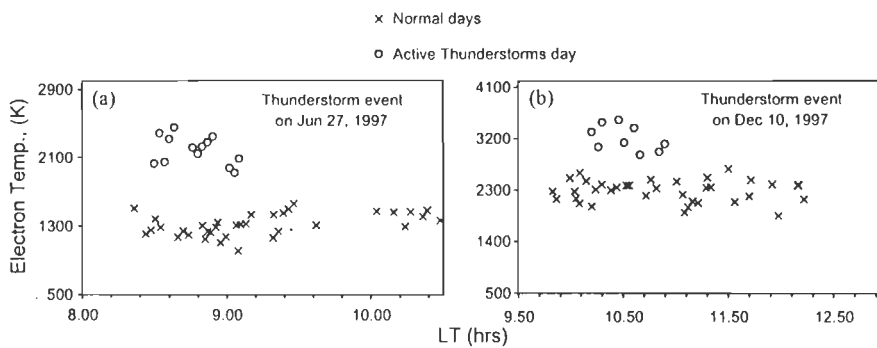 × Normal days
o Active Thunderstorms day
Electron Temp., (K)
2900
2100
1300
500
(a)
Thunderstorm event
on Jun 27, 1997
8.00
9.00
10.00
4100
3200
2300
1400
500
(b)
Thunderstorm event
on Dec 10, 1997
9.50
10.50
11.50
12.50
LT (hrs)